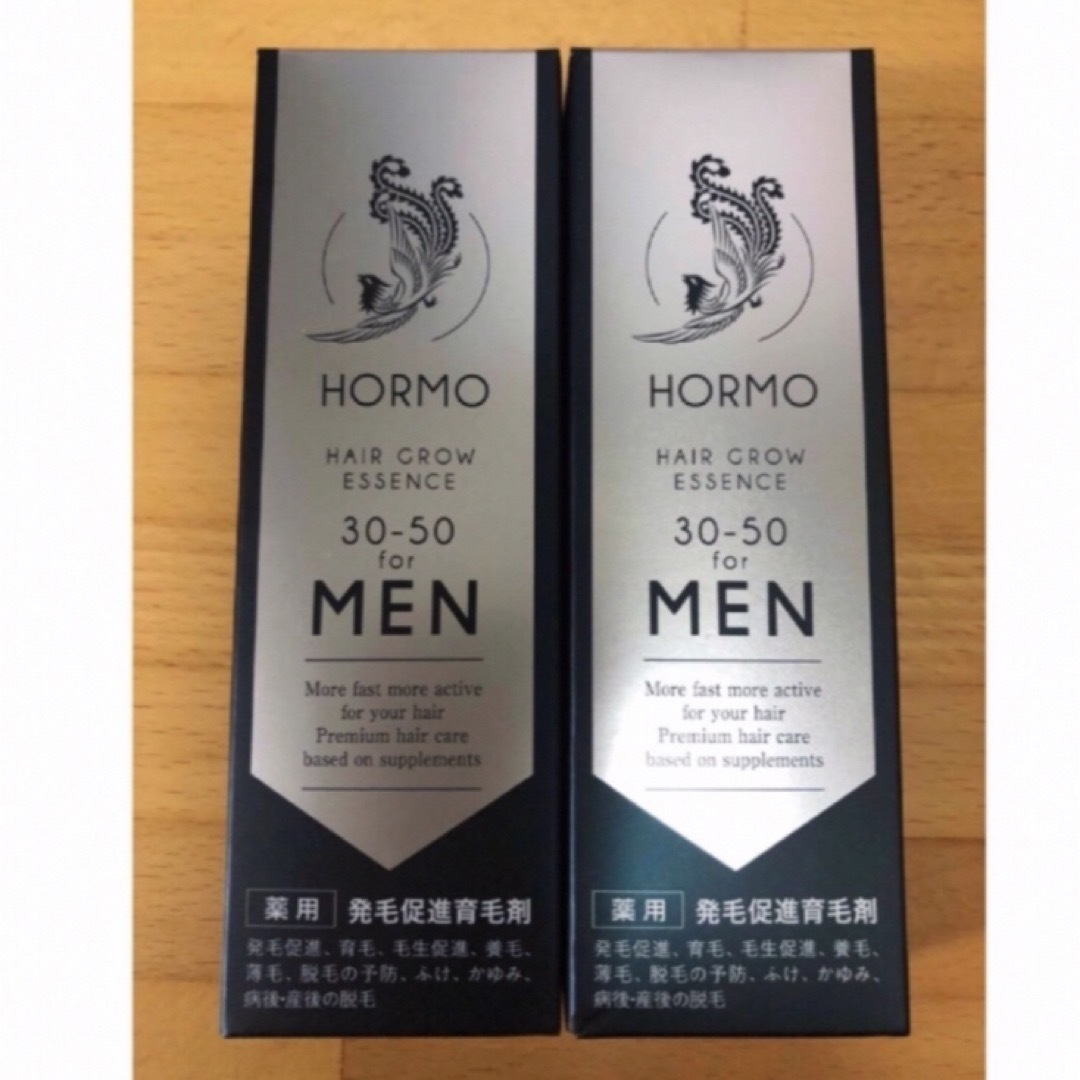 HORMO
HAIR GROW
ESSENCE
30-50
for
MEN
More fast more active
for your hair
Premium hair care
based on supplements
薬用 発毛促進育毛剤
発毛促進、育毛、毛生促進、養毛、
薄毛、脱毛の予防、ふけ、かゆみ、
病後・産後の脱毛
HORMO
HAIR GROW
ESSENCE
30-50
for
MEN
More fast more active
for your hair
Premium hair care
based on supplements
薬用 発毛促進育毛剤
発毛促進、育毛、毛生促進、養毛、
薄毛、脱毛の予防、ふけ、かゆみ、
病後・産後の脱毛